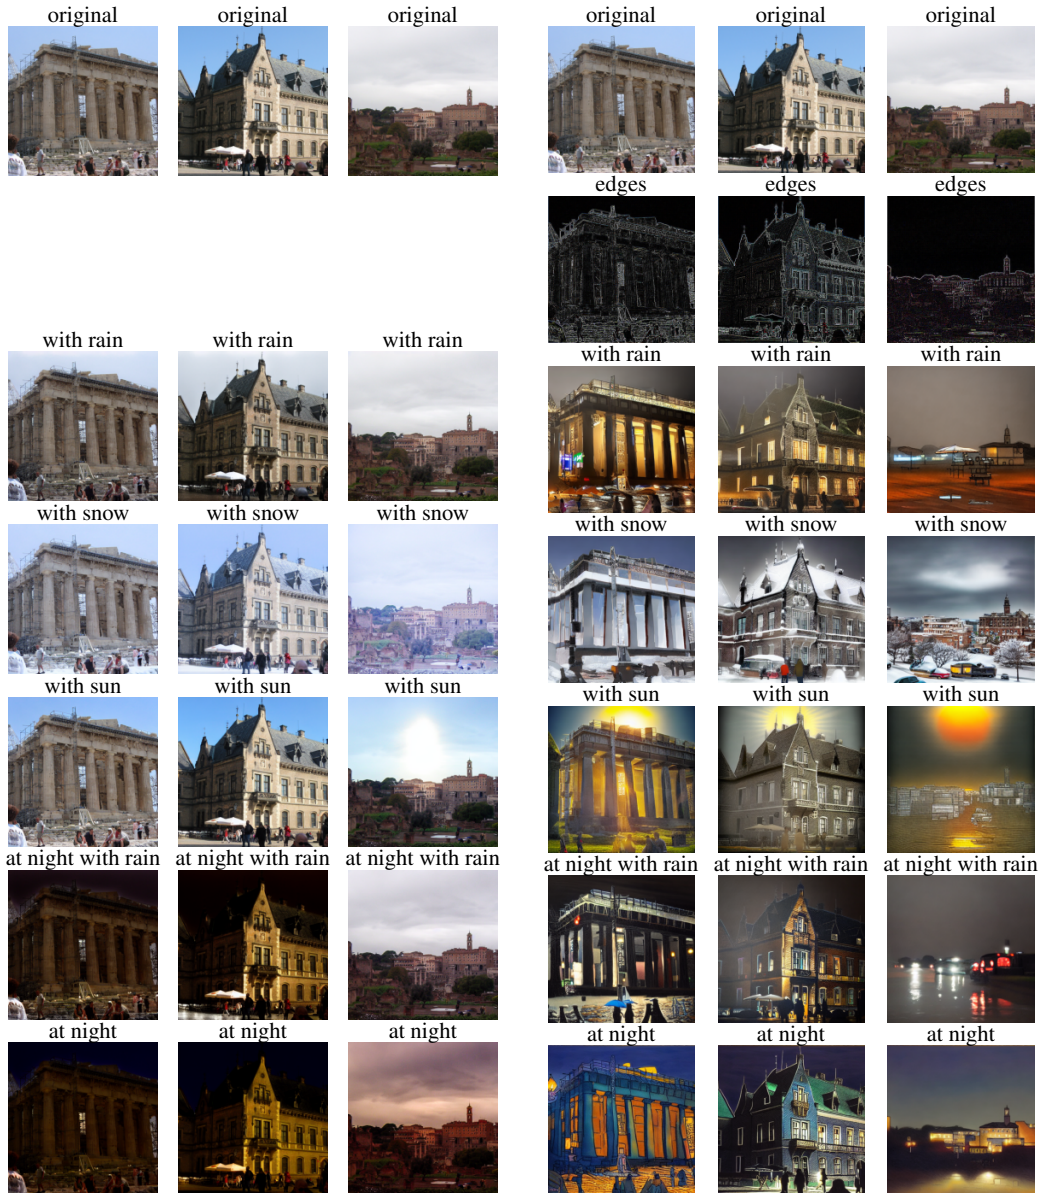 original original original original original original
edges edges edges
with rain with rain with rain
with rain with rain with rain
with snow with snow with snow with snow with snow with snow
with sun with sun with sun with sun with sun with sun
at night with rain at night with rain at night with rain at night with rain at night with rain at night with rain
at night at night at night at night at night at night